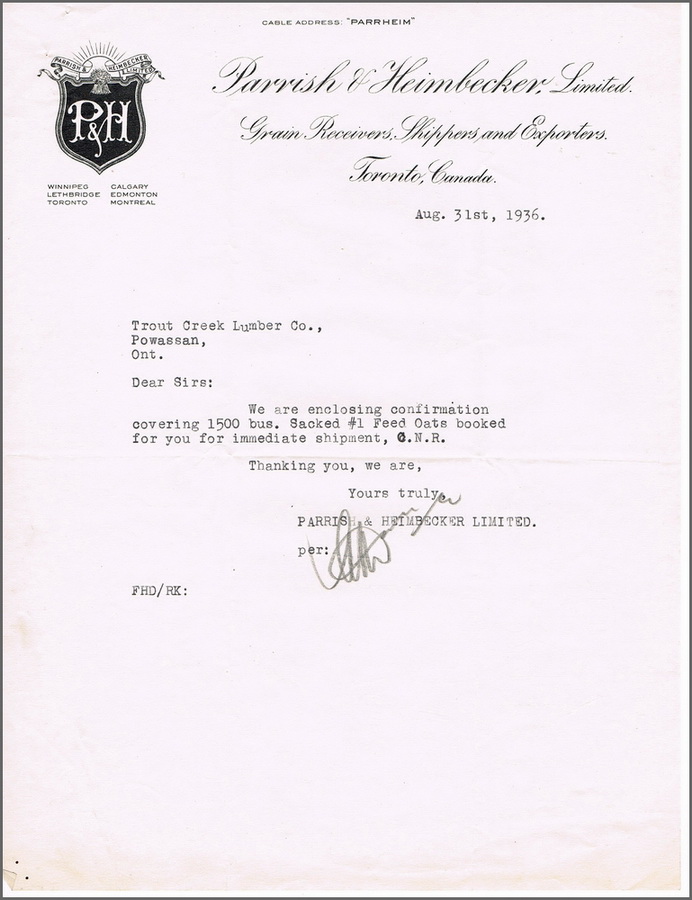 CABLE ADDRESS: "PARRHEIM"
PARRISH & HEIMBECKER LIMITED
P&H
Parrish & Heimbecker, Limited.
Grain Receivers, Shippers, and Exporters.
Toronto, Canada.
WINNIPEG CALGARY
LETHBRIDGE EDMONTON
TORONTO MONTREAL
Aug. 31st, 1936.
Trout Creek Lumber Co.,
Powassan,
Ont.
Dear Sirs:
We are enclosing confirmation
covering 1500 bus. Sacked #1 Feed Oats booked
for you for immediate shipment, C.N.R.
Thanking you, we are,
Yours truly,
PARRISH & HEIMBECKER LIMITED.
per:
FHD/RK: